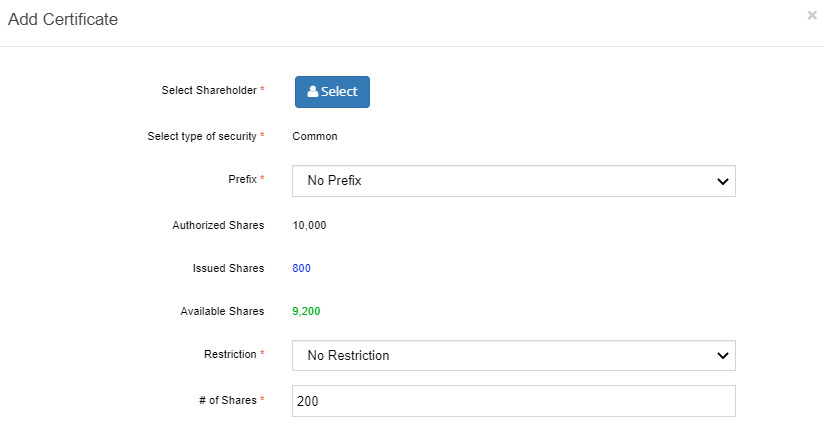 Add Certificate ×
Select Shareholder * Select
Select type of security * Common
Prefix * No Prefix
Authorized Shares 10,000
Issued Shares 800
Available Shares 9,200
Restriction * No Restriction
# of Shares * 200